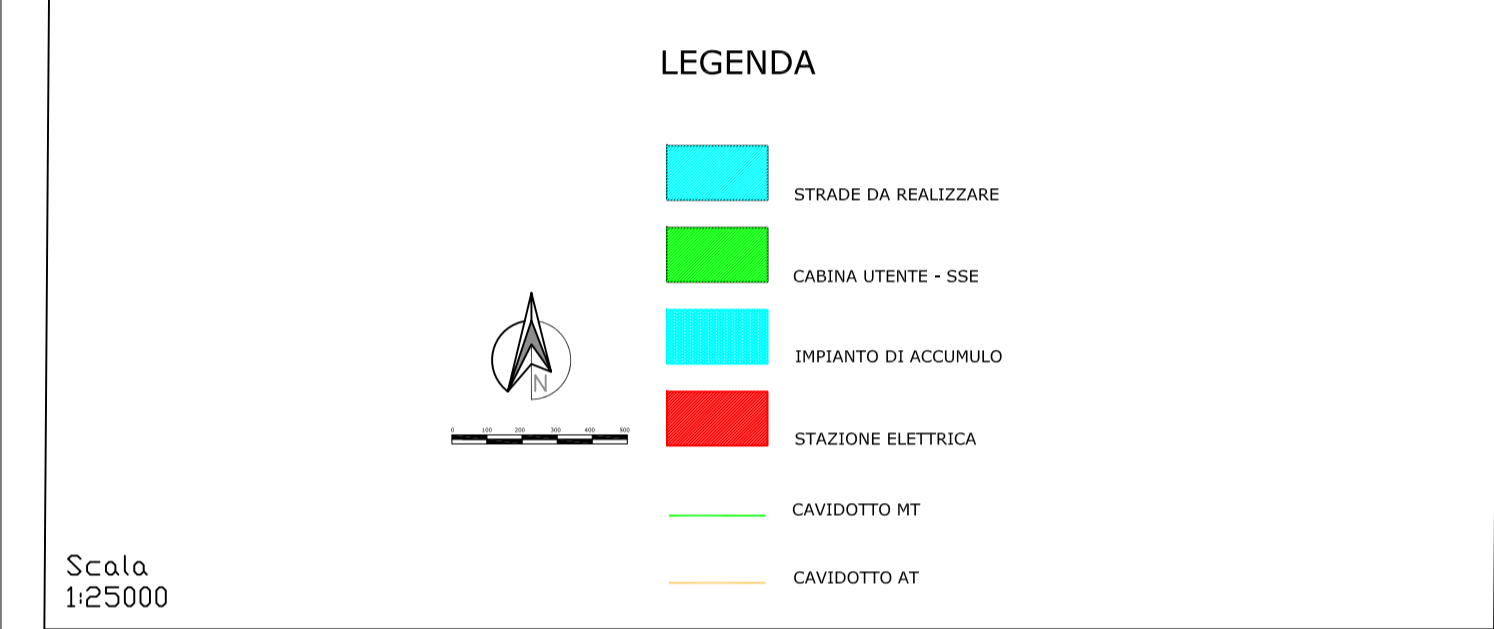 LEGENDA
STRADE DA REALIZZARE
CABINA UTENTE - SSE
IMPIANTO DI ACCUMULO
N
0 100 200 300 400 500
STAZIONE ELETTRICA
CAVIDOTTO MT
CAVIDOTTO AT
Scala
1:25000